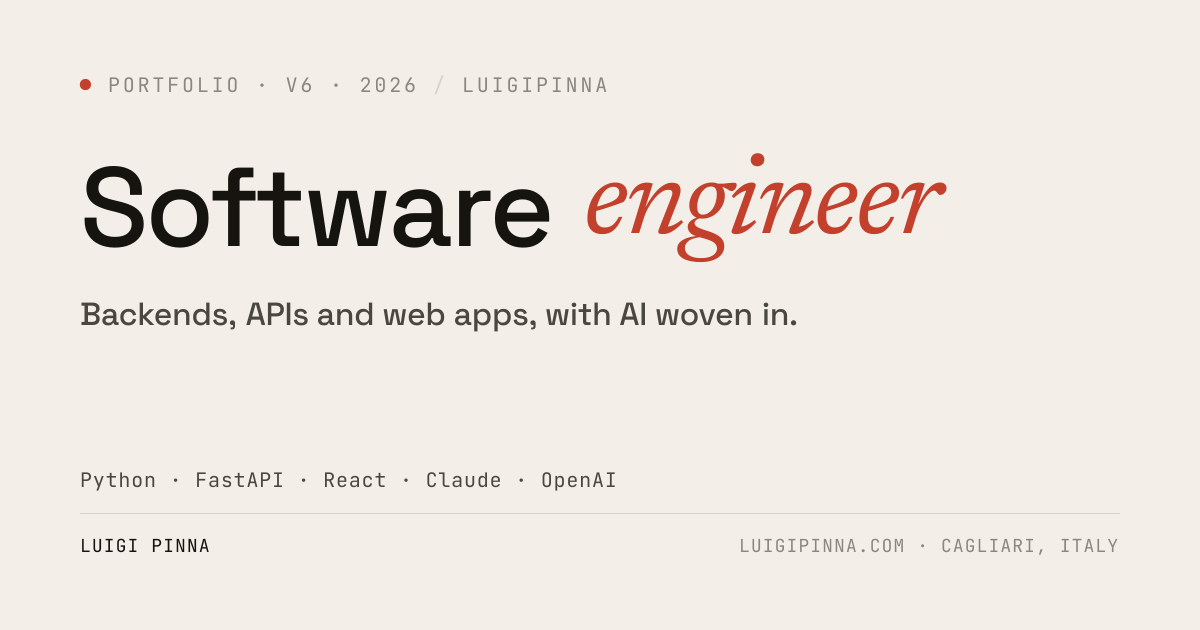 PORTFOLIO · V6 · 2026 / LUIGIPINNA
Software engineer
Backends, APIs and web apps, with AI woven in.
Python · FastAPI · React · Claude · OpenAI
LUIGI PINNA
LUIGIPINNA.COM · CAGLIARI, ITALY